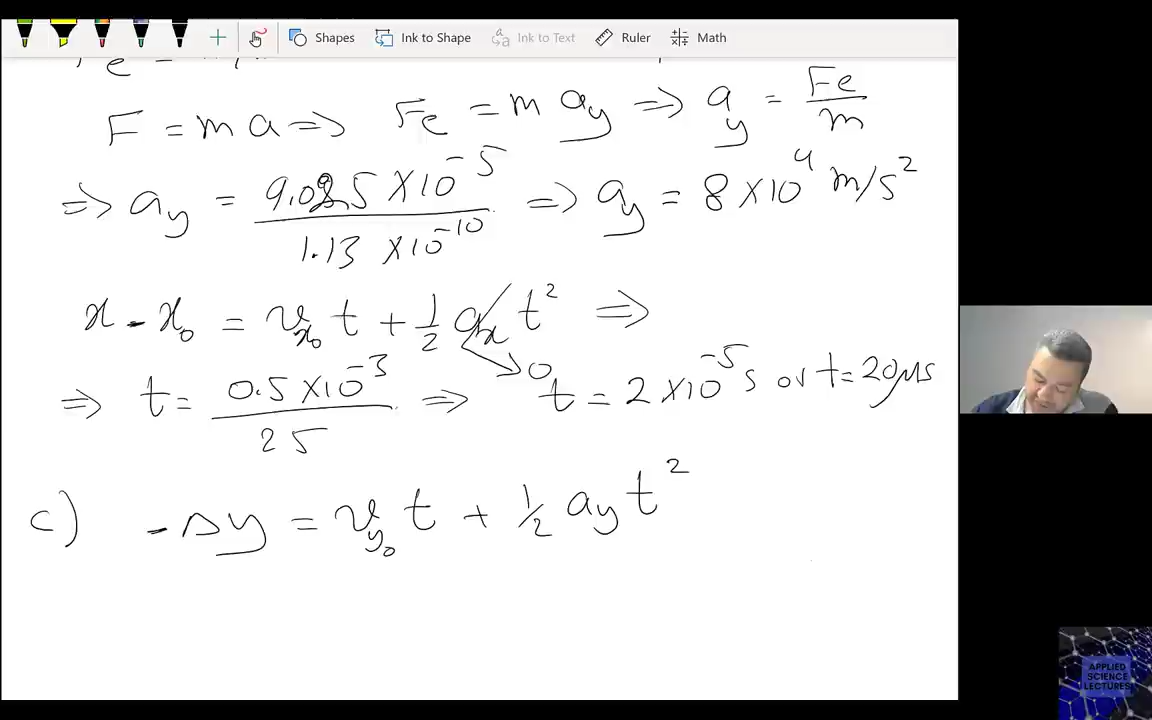 Shapes Ink to Shape Ink to Text Ruler Math
F = ma ⇒ Fe = m ay ⇒ ay = Fe/m
⇒ ay = 9.025 × 10^-5 / 1.13 × 10^-10 ⇒ ay = 8 × 10^4 m/s^2
x - x0 = vx0 t + 1/2 ax t^2 ⇒
0
⇒ t = 0.5 × 10^-3 / 25 ⇒ t = 2 × 10^-5 s or t = 20 μs
c) -Δy = vy0 t + 1/2 ay t^2
APPLIED
SCIENCE
LECTURES